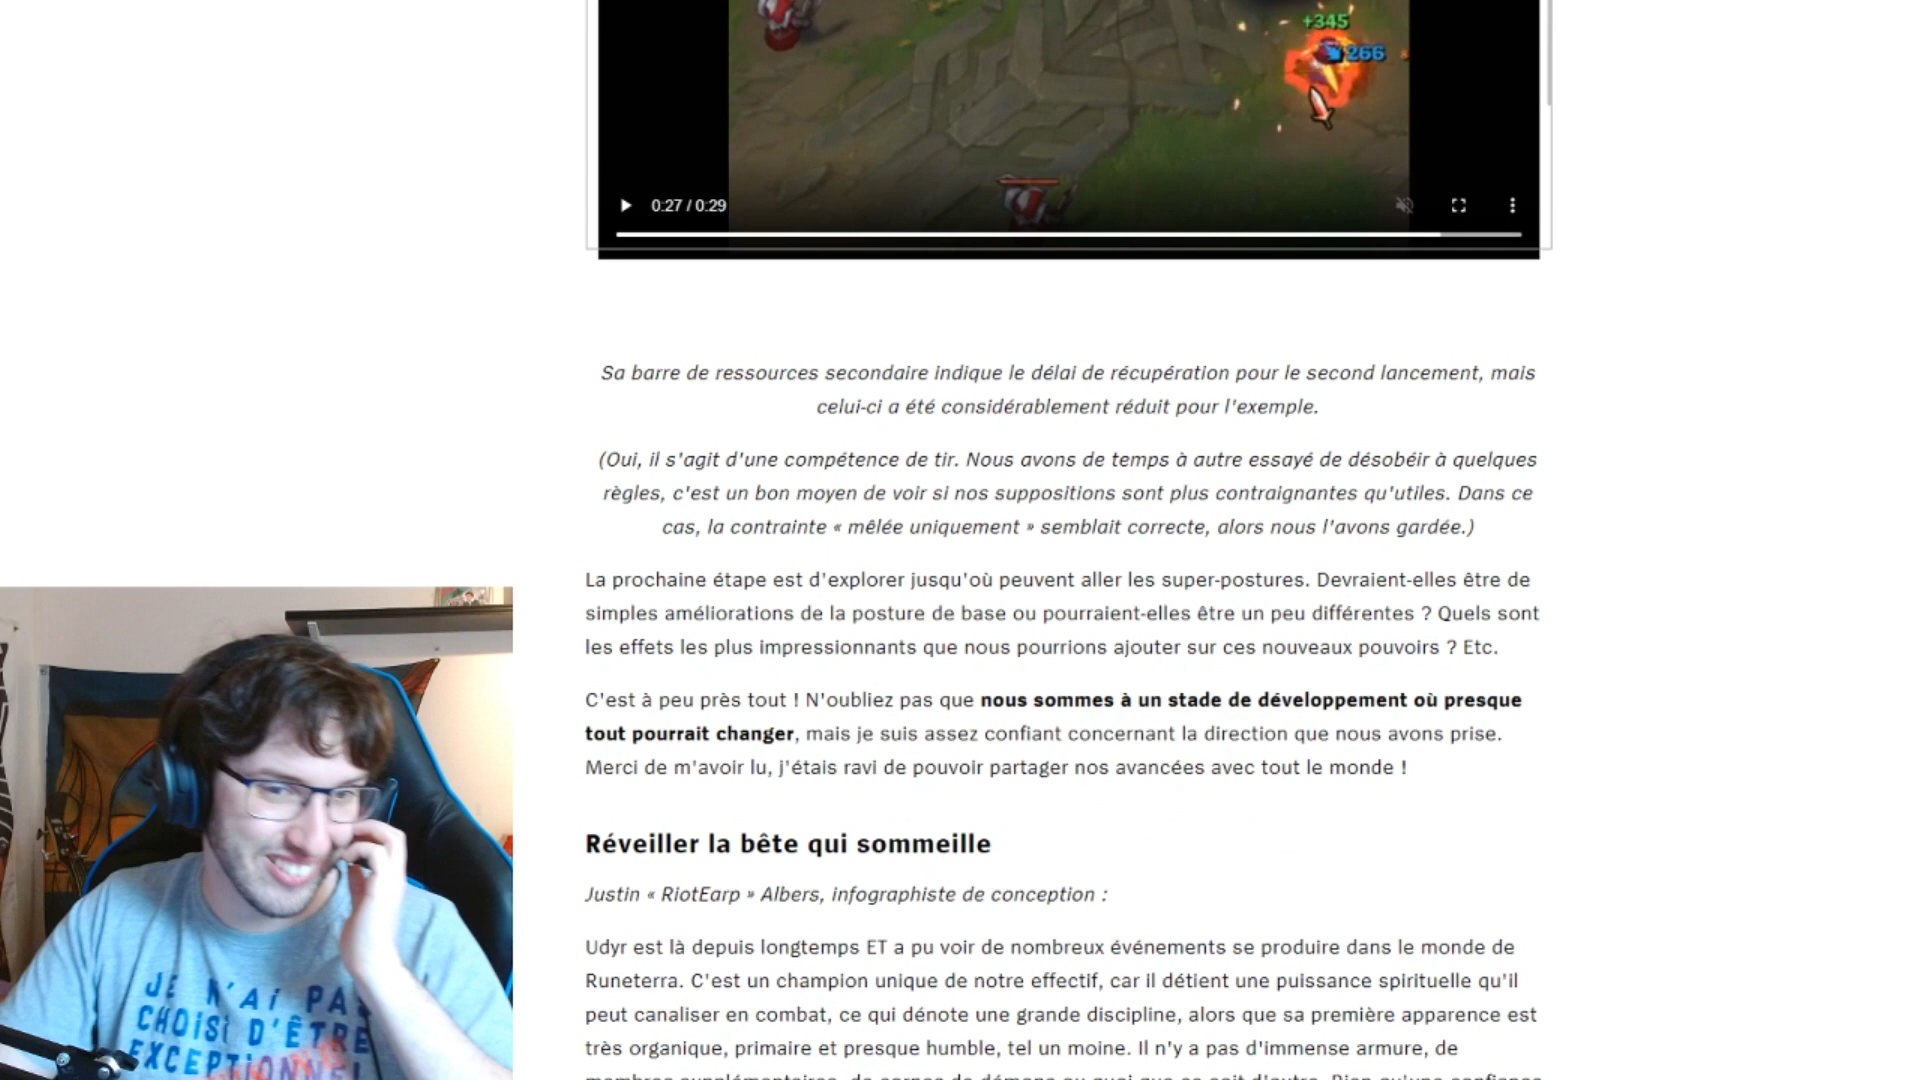 +345
266
0:27 / 0:29
Sa barre de ressources secondaire indique le délai de récupération pour le second lancement, mais
celui-ci a été considérablement réduit pour l'exemple.
(Oui, il s'agit d'une compétence de tir. Nous avons de temps à autre essayé de désobéir à quelques
règles, c'est un bon moyen de voir si nos suppositions sont plus contraignantes qu'utiles. Dans ce
cas, la contrainte « mêlée uniquement » semblait correcte, alors nous l'avons gardée.)
La prochaine étape est d'explorer jusqu'où peuvent aller les super-postures. Devraient-elles être de
simples améliorations de la posture de base ou pourraient-elles être un peu différentes ? Quels sont
les effets les plus impressionnants que nous pourrions ajouter sur ces nouveaux pouvoirs ? Etc.
C'est à peu près tout ! N'oubliez pas que nous sommes à un stade de développement où presque
tout pourrait changer, mais je suis assez confiant concernant la direction que nous avons prise.
Merci de m'avoir lu, j'étais ravi de pouvoir partager nos avancées avec tout le monde !
Réveiller la bête qui sommeille
Justin « RiotEarp » Albers, infographiste de conception :
Udyr est là depuis longtemps ET a pu voir de nombreux événements se produire dans le monde de
Runeterra. C'est un champion unique de notre effectif, car il détient une puissance spirituelle qu'il
peut canaliser en combat, ce qui dénote une grande discipline, alors que sa première apparence est
très organique, primaire et presque humble, tel un moine. Il n'y a pas d'immense armure, de
JE N'AI PAS
CHOISI D'ÊTRE
EXCEPTIONNEL